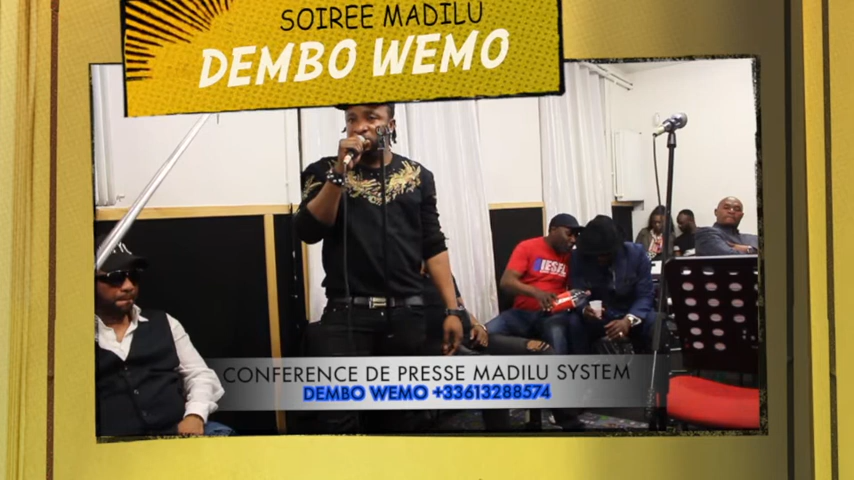 SOIREE MADILU
DEMBO WEMO
CONFERENCE DE PRESSE MADILU SYSTEM
DEMBO WEMO +33613288574